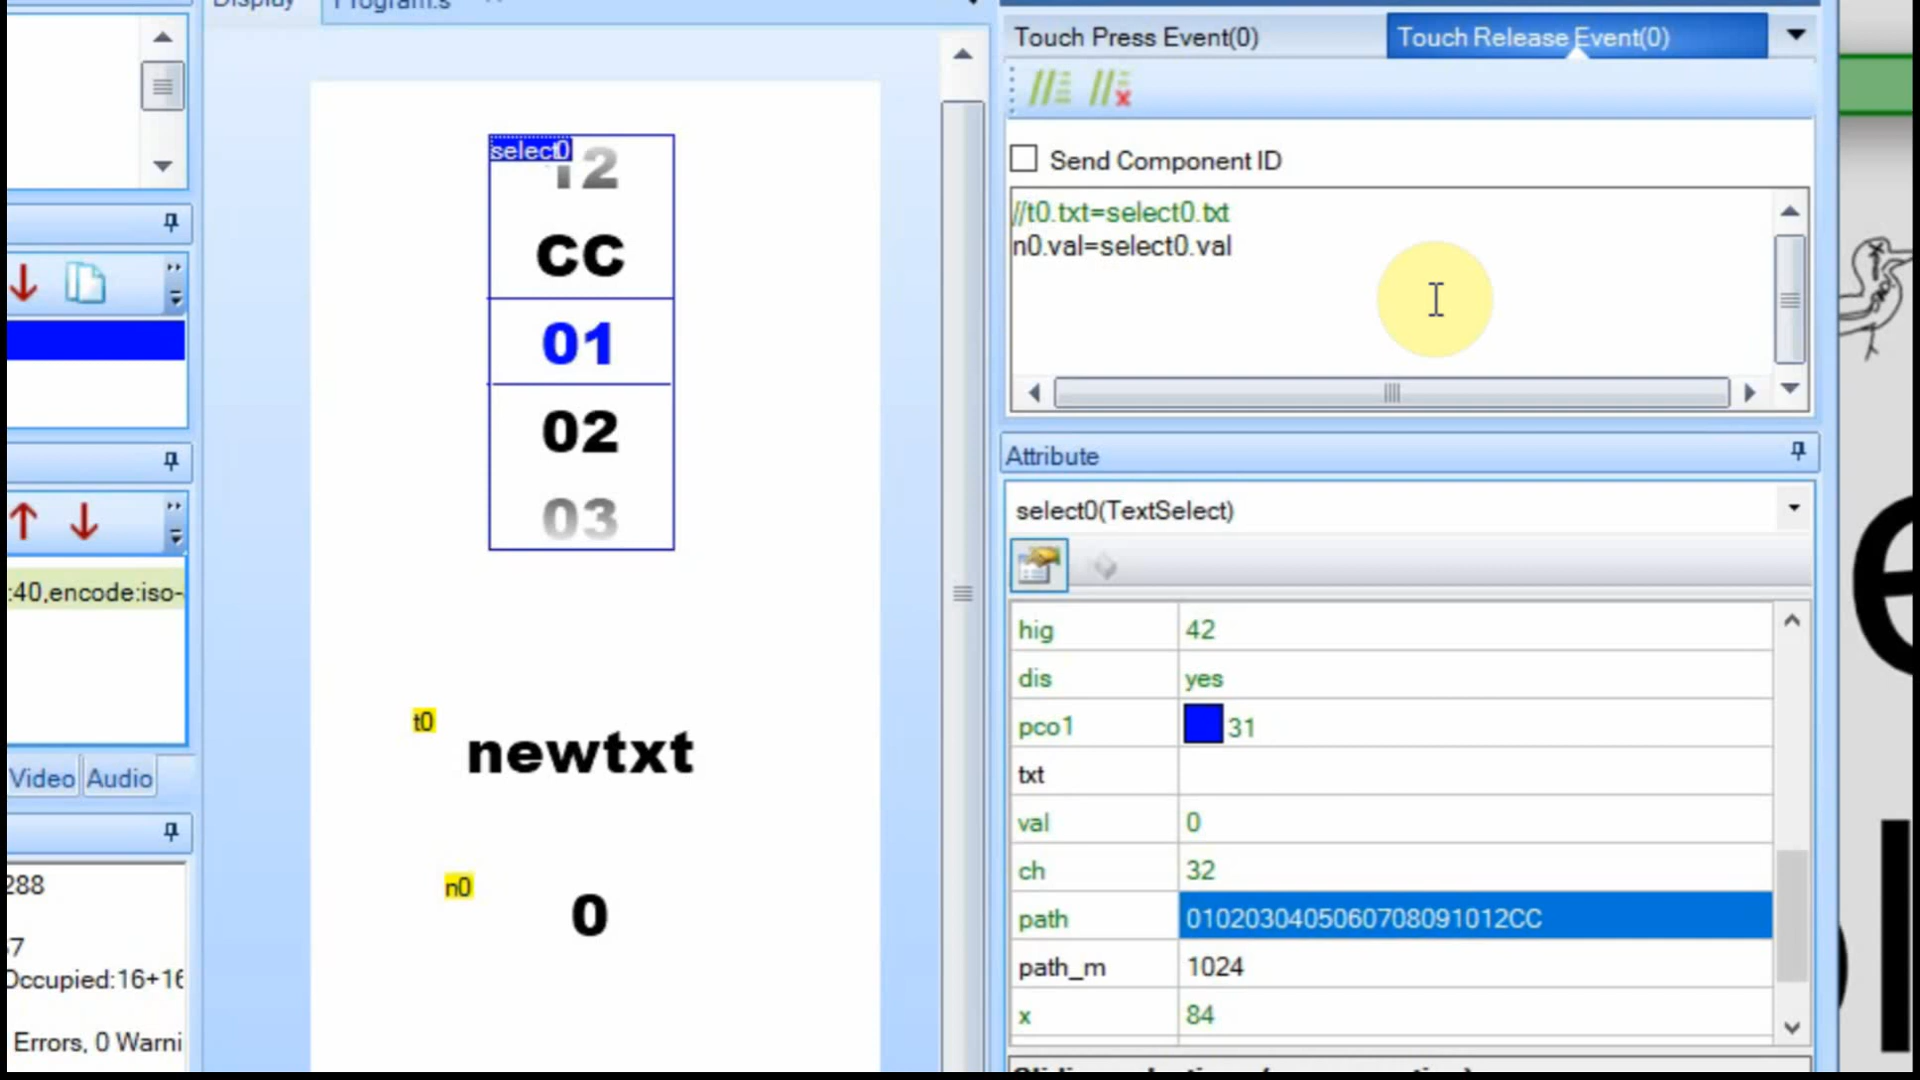 Display
Program.s
Touch Press Event(0)
Touch Release Event(0)
Send Component ID
//t0.txt=select0.txt
n0.val=select0.val
select0
12
CC
01
02
03
t0
newtxt
n0
0
:40,encode:iso-
Video
Audio
288
Occupied:16+16
Errors, 0 Warni
Attribute
select0(TextSelect)
hig 42
dis yes
pco1 31
txt
val 0
ch 32
path 0102030405060708091012CC
path_m 1024
x 84